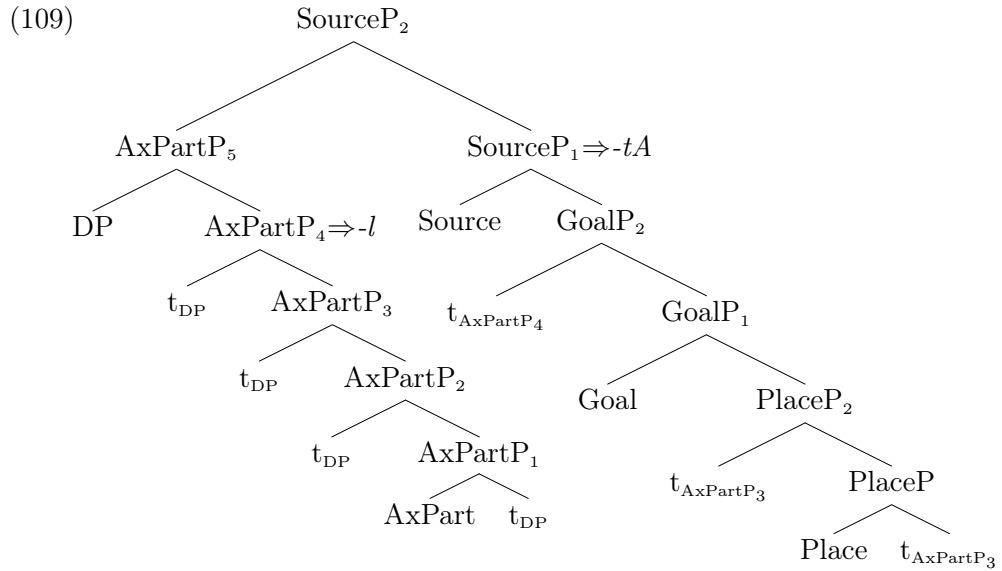 (109) SourceP₂
AxPartP₅ SourceP₁⇒-tA
DP AxPartP₄⇒-l Source GoalP₂
t_DP AxPartP₃ t_AxPartP₄ GoalP₁
t_DP AxPartP₂ Goal PlaceP₂
t_DP AxPartP₁ t_AxPartP₃ PlaceP
AxPart t_DP Place t_AxPartP₃